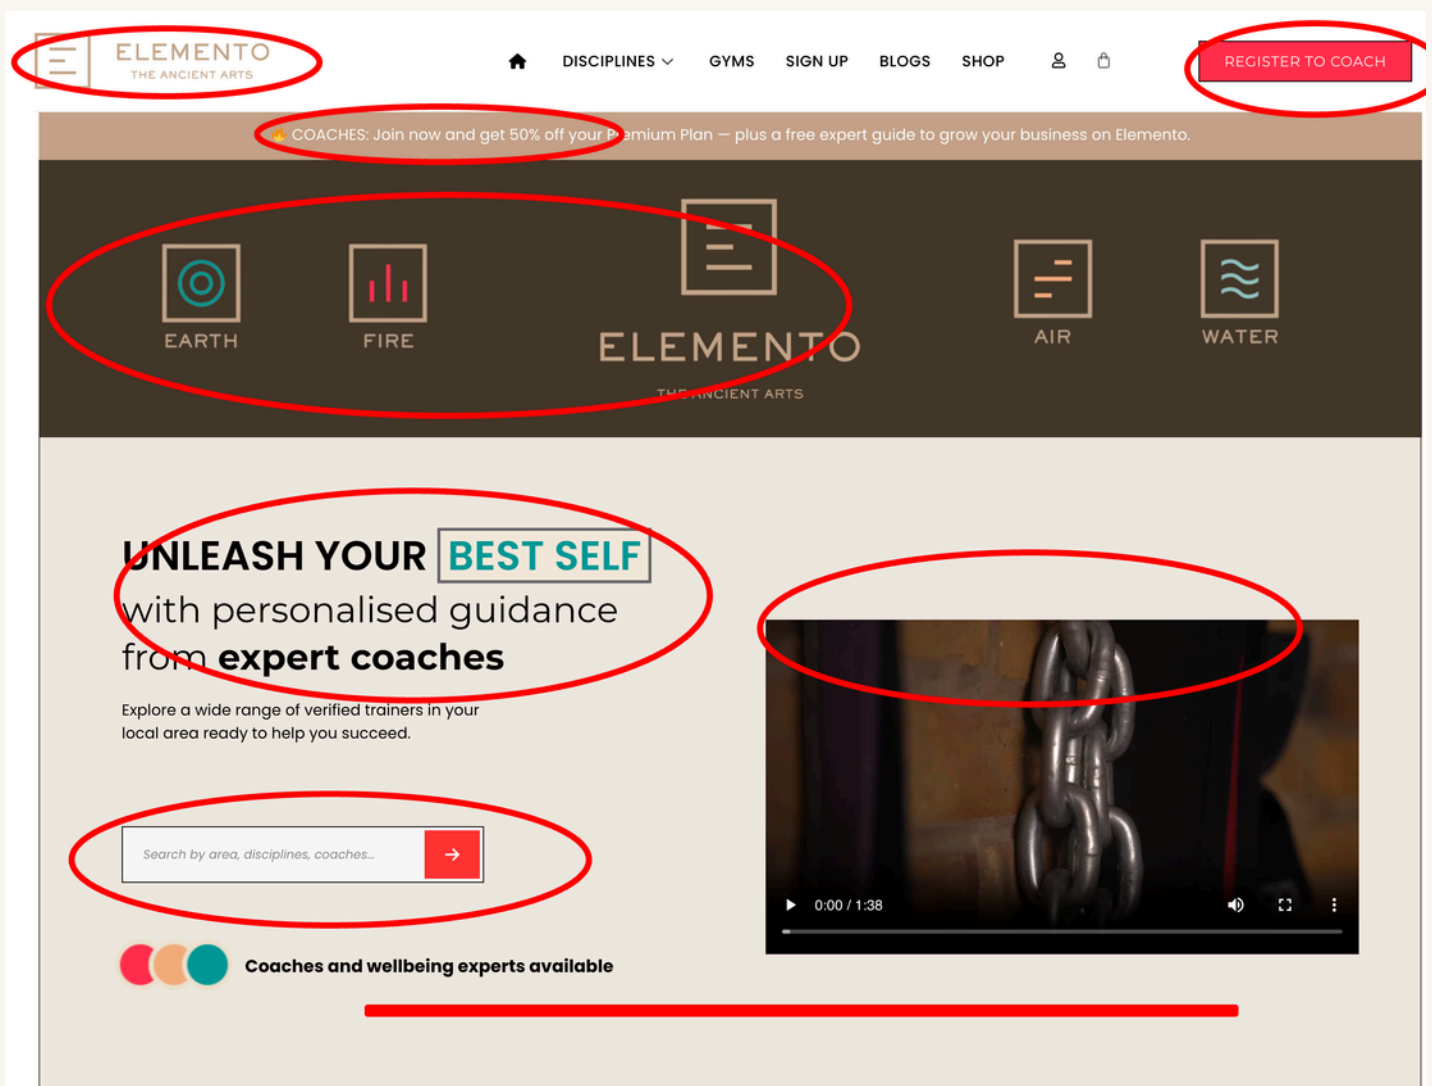 ELEMENTO
THE ANCIENT ARTS
DISCIPLINES
GYMS
SIGN UP
BLOGS
SHOP
REGISTER TO COACH
COACHES: Join now and get 50% off your Premium Plan — plus a free expert guide to grow your business on Elemento.
EARTH
FIRE
ELEMENTO
THE ANCIENT ARTS
AIR
WATER
UNLEASH YOUR BEST SELF
with personalised guidance
from expert coaches
Explore a wide range of verified trainers in your
local area ready to help you succeed.
Search by area, disciplines, coaches...
0:00 / 1:38
Coaches and wellbeing experts available